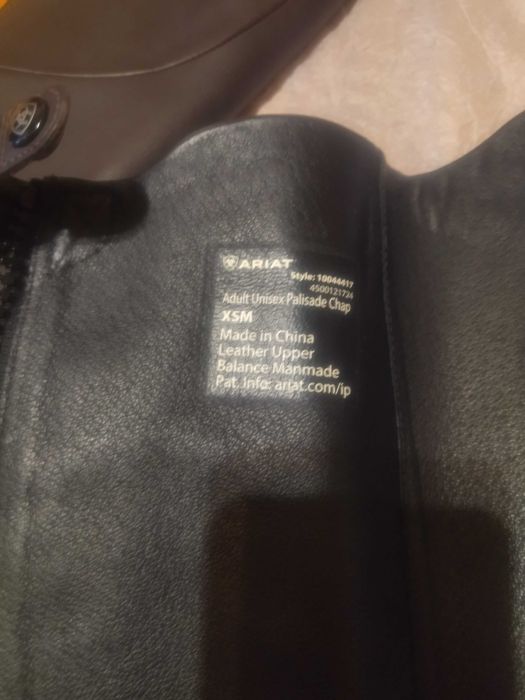 ARIAT
Style: 10044417
4500121724
Adult Unisex Palisade Chap
XSM
Made in China
Leather Upper
Balance Manmade
Pat. Info: ariat.com/ip